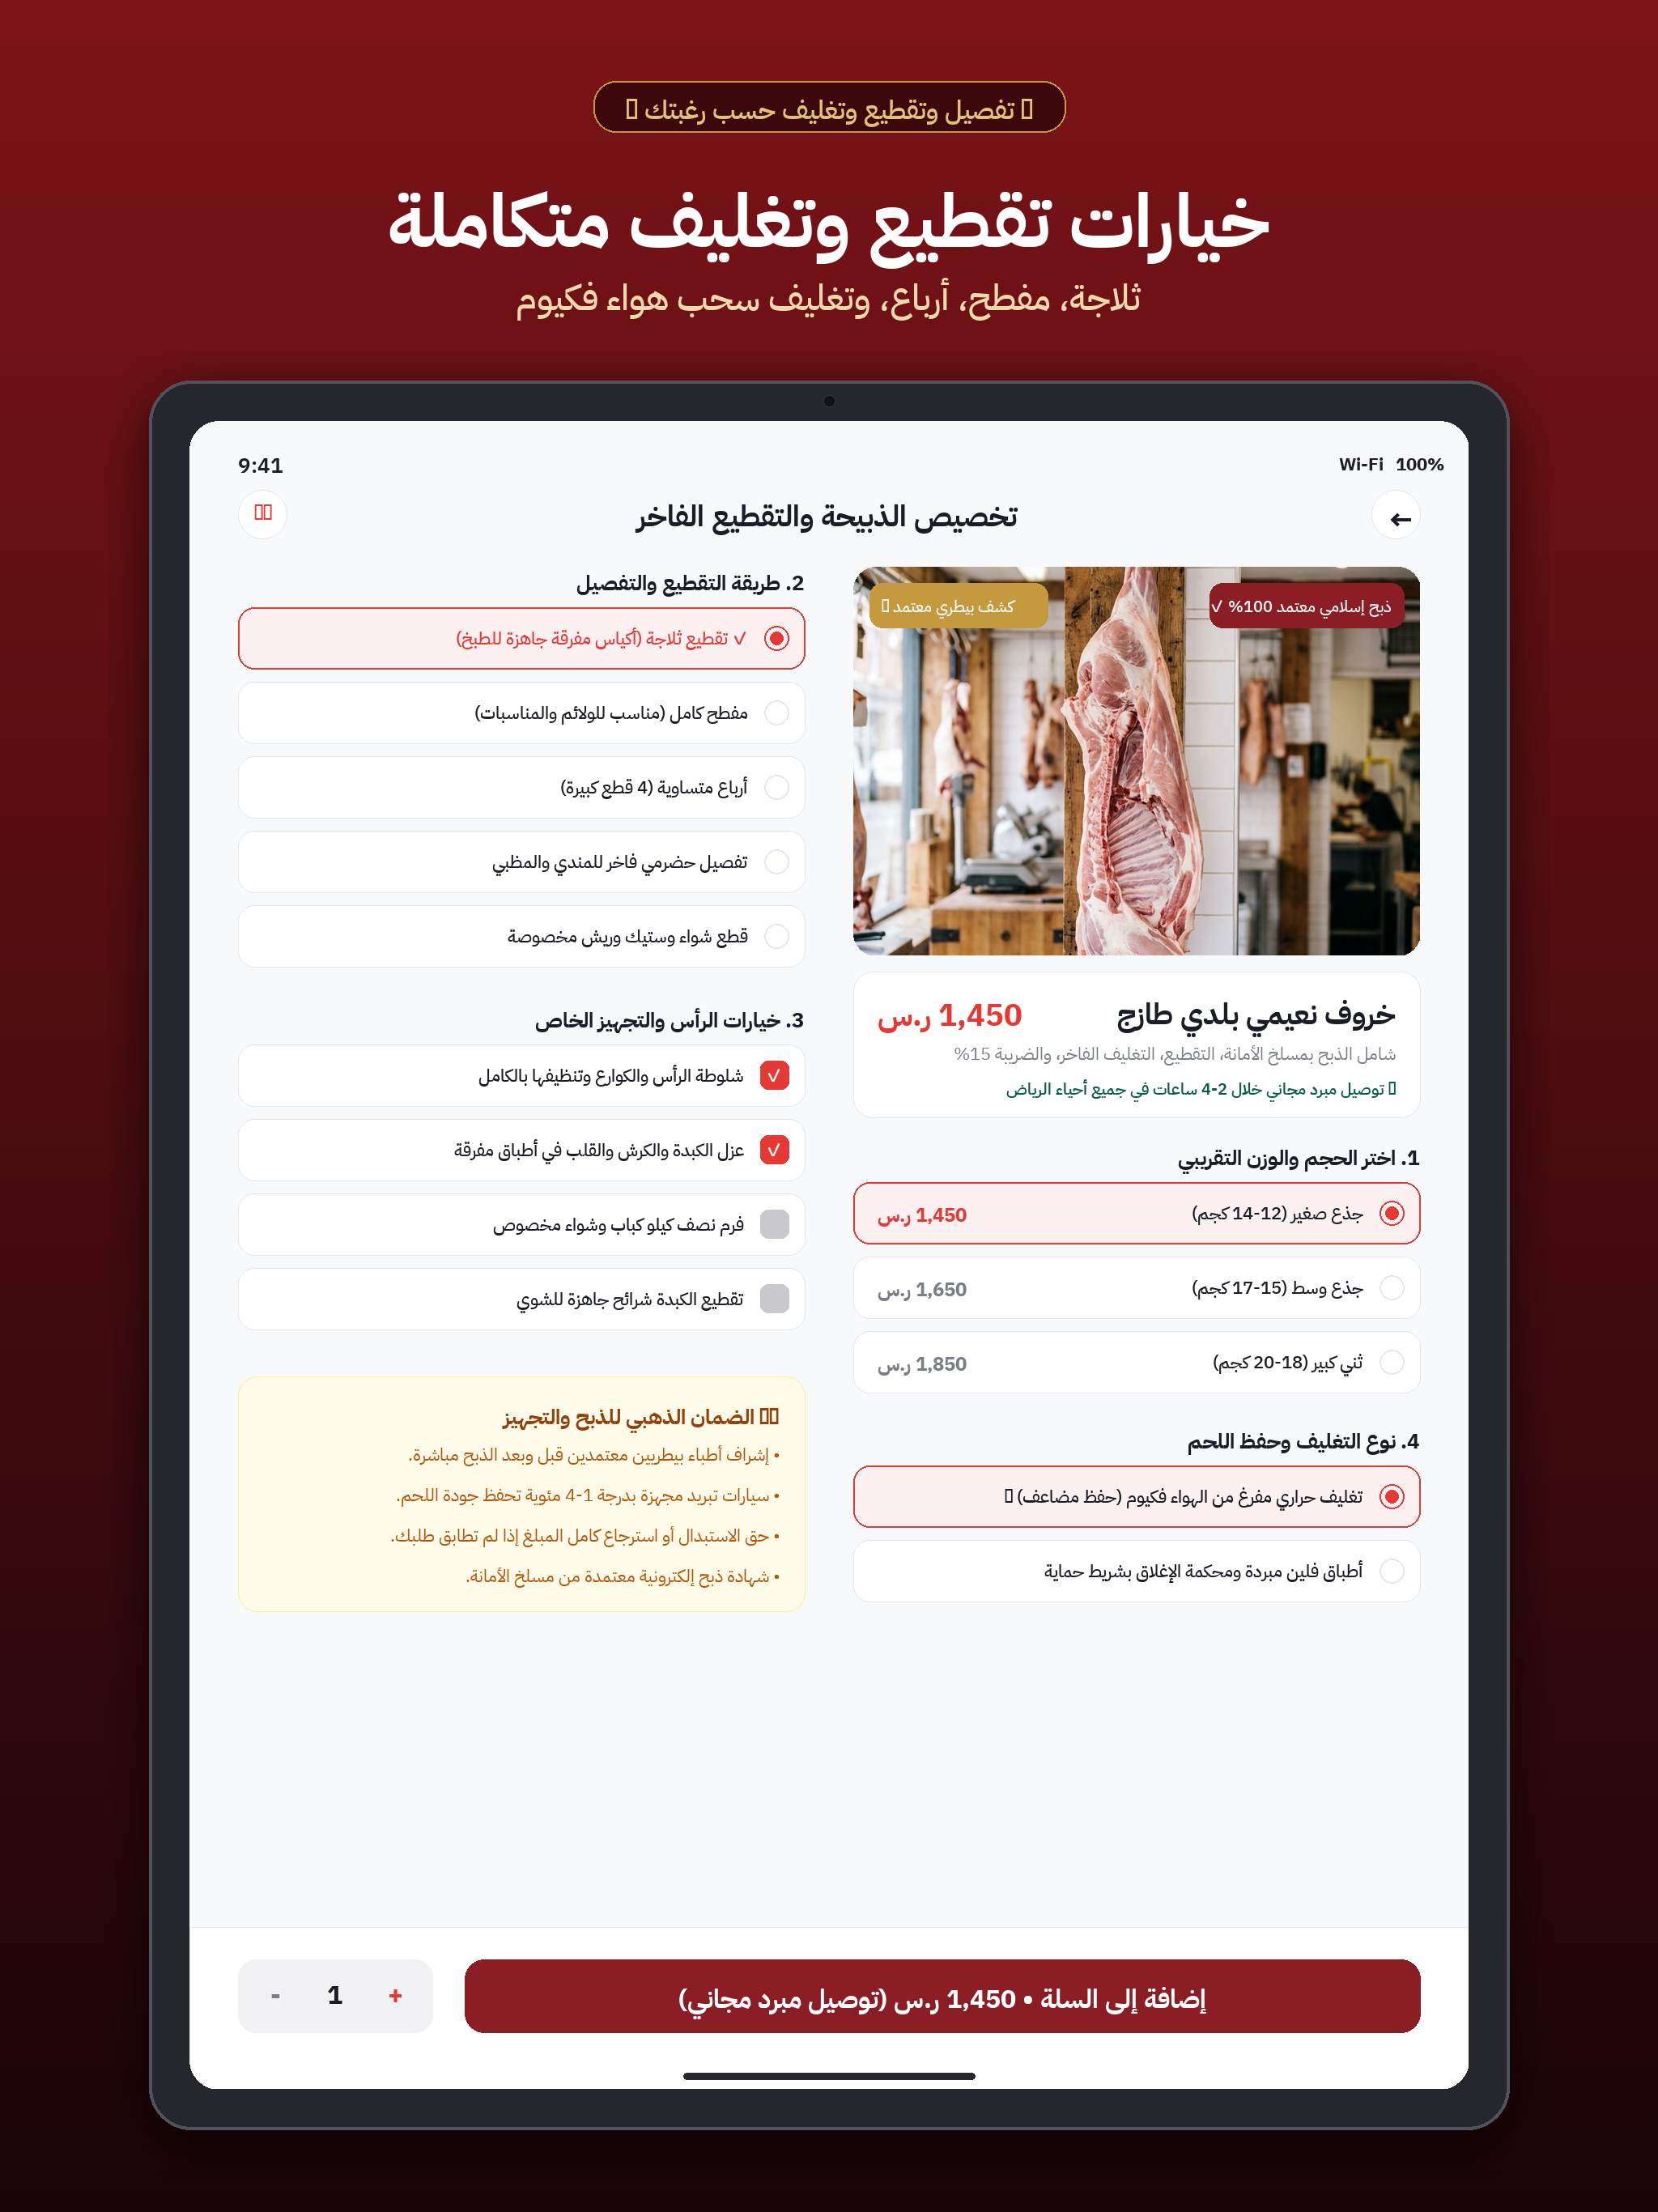 تفصيل وتقطيع وتغليف حسب رغبتك
خيارات تقطيع وتغليف متكاملة
ثلاجة، مفطح، أرباع، وتغليف سحب هواء فكيوم
9:41
Wi-Fi 100%
←
تخصيص الذبيحة والتقطيع الفاخر
ذبح إسلامي معتمد 100% ✓
كشف بيطري معتمد
خروف نعيمي بلدي طازج
1,450 ر.س
شامل الذبح بمسلخ الأمانة، التقطيع، التغليف الفاخر، والضريبة 15%
توصيل مبرد مجاني خلال 2-4 ساعات في جميع أحياء الرياض
1. اختر الحجم والوزن التقريبي
جذع صغير (12-14 كجم) 1,450 ر.س
جذع وسط (15-17 كجم) 1,650 ر.س
ثني كبير (18-20 كجم) 1,850 ر.س
4. نوع التغليف وحفظ اللحم
تغليف حراري مفرغ من الهواء فكيوم (حفظ مضاعف)
أطباق فلين مبردة ومحكمة الإغلاق بشريط حماية
2. طريقة التقطيع والتفصيل
✓ تقطيع ثلاجة (أكياس مفرقة جاهزة للطبخ)
مفطح كامل (مناسب للولائم والمناسبات)
أرباع متساوية (4 قطع كبيرة)
تفصيل حضرمي فاخر للمندي والمظبي
قطع شواء وستيك وريش مخصوصة
3. خيارات الرأس والتجهيز الخاص
شلوطة الرأس والكوارع وتنظيفها بالكامل
عزل الكبدة والكرش والقلب في أطباق مفرقة
فرم نصف كيلو كباب وشواء مخصوص
تقطيع الكبدة شرائح جاهزة للشوي
الضمان الذهبي للذبح والتجهيز
• إشراف أطباء بيطريين معتمدين قبل وبعد الذبح مباشرة.
• سيارات تبريد مجهزة بدرجة 1-4 مئوية تحفظ جودة اللحم.
• حق الاستبدال أو استرجاع كامل المبلغ إذا لم تطابق طلبك.
• شهادة ذبح إلكترونية معتمدة من مسلخ الأمانة.
إضافة إلى السلة • 1,450 ر.س (توصيل مبرد مجاني)
+ 1 -